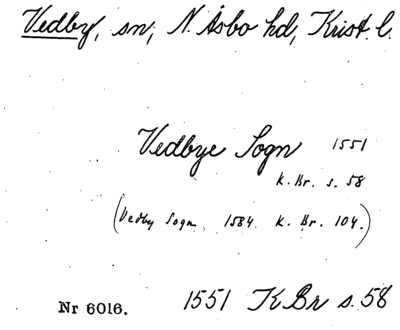 Vedby, sn, N. Åsbo hd, Krist. l.
Vedbye Sogn 1551
K. Br. s. 58
(Vedby Sogn 1584. K. Br. 104.)
Nr 6016. 1551 K Br s. 58